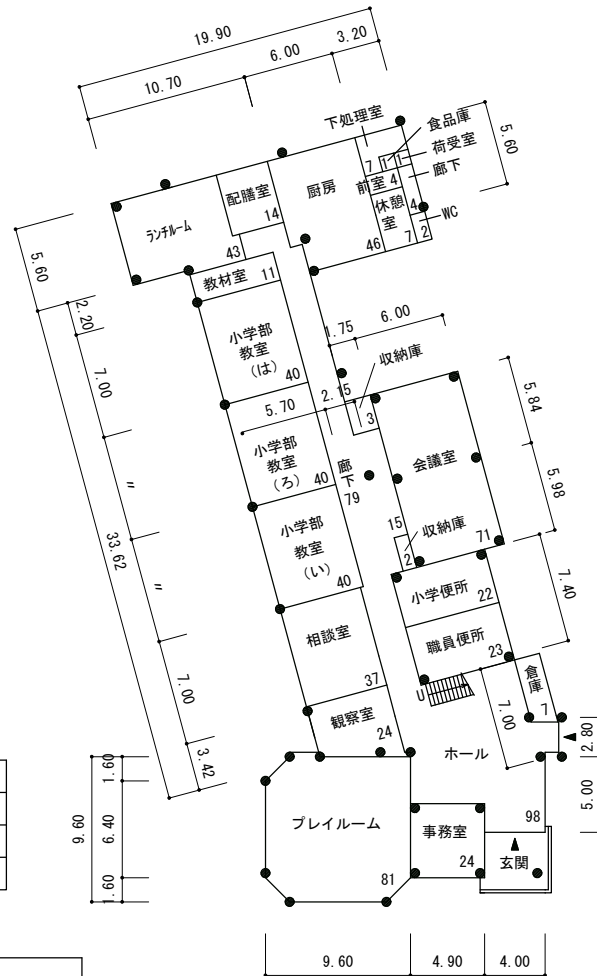 19.90
10.70
6.00
3.20
下処理室
食品庫
荷受室
廊下
5.60
配膳室
14
厨房
46
前室
4
7
1
1
休憩
室
7
4
2
WC
ランチルーム
43
教材室
11
5.60
2.20
7.00
〃
〃
7.00
3.42
33.62
小学部
教室
(は)
40
1.75
6.00
収納庫
3
5.70
2.15
小学部
教室
(ろ)
40
廊
下
79
会議室
71
5.84
5.98
15
収納庫
2
小学部
教室
(い)
40
小学便所
22
職員便所
23
7.40
相談室
37
U
7.00
倉
庫
7
観察室
24
ホール
98
2.80
5.00
1.60
6.40
1.60
9.60
プレイルーム
81
事務室
24
玄関
9.60
4.90
4.00